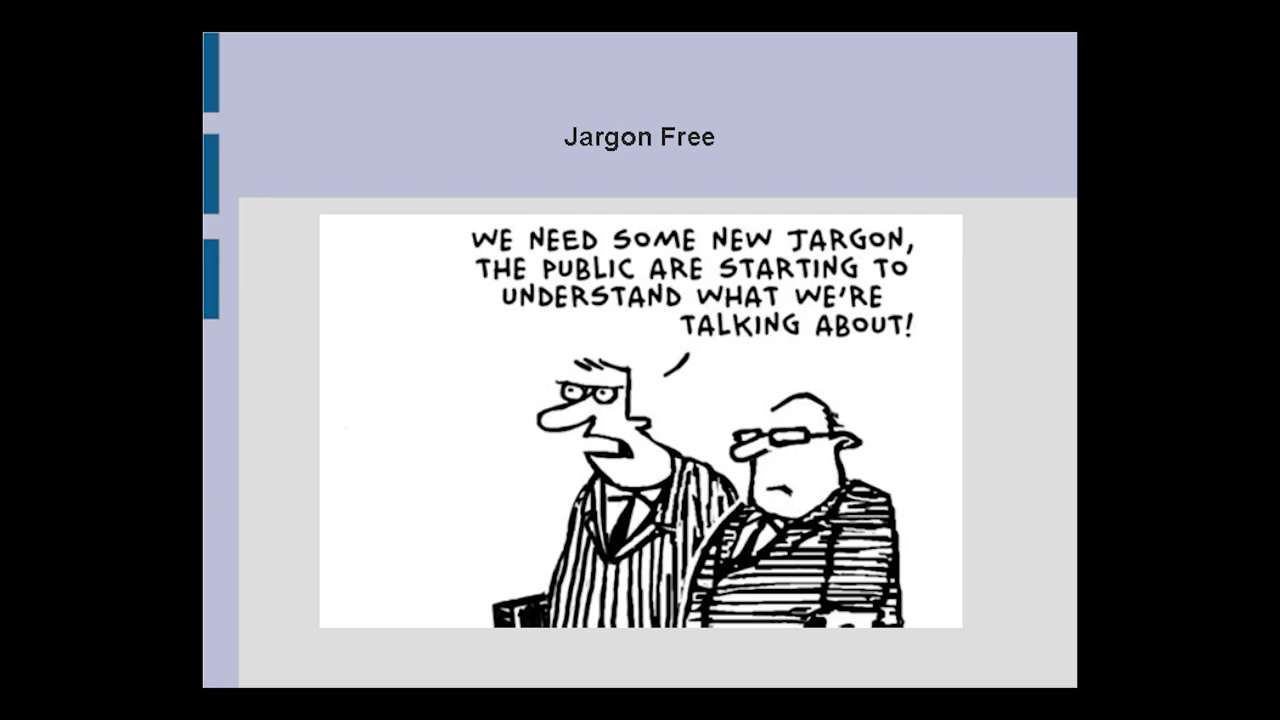 Jargon Free
WE NEED SOME NEW JARGON,
THE PUBLIC ARE STARTING TO
UNDERSTAND WHAT WE'RE
TALKING ABOUT!